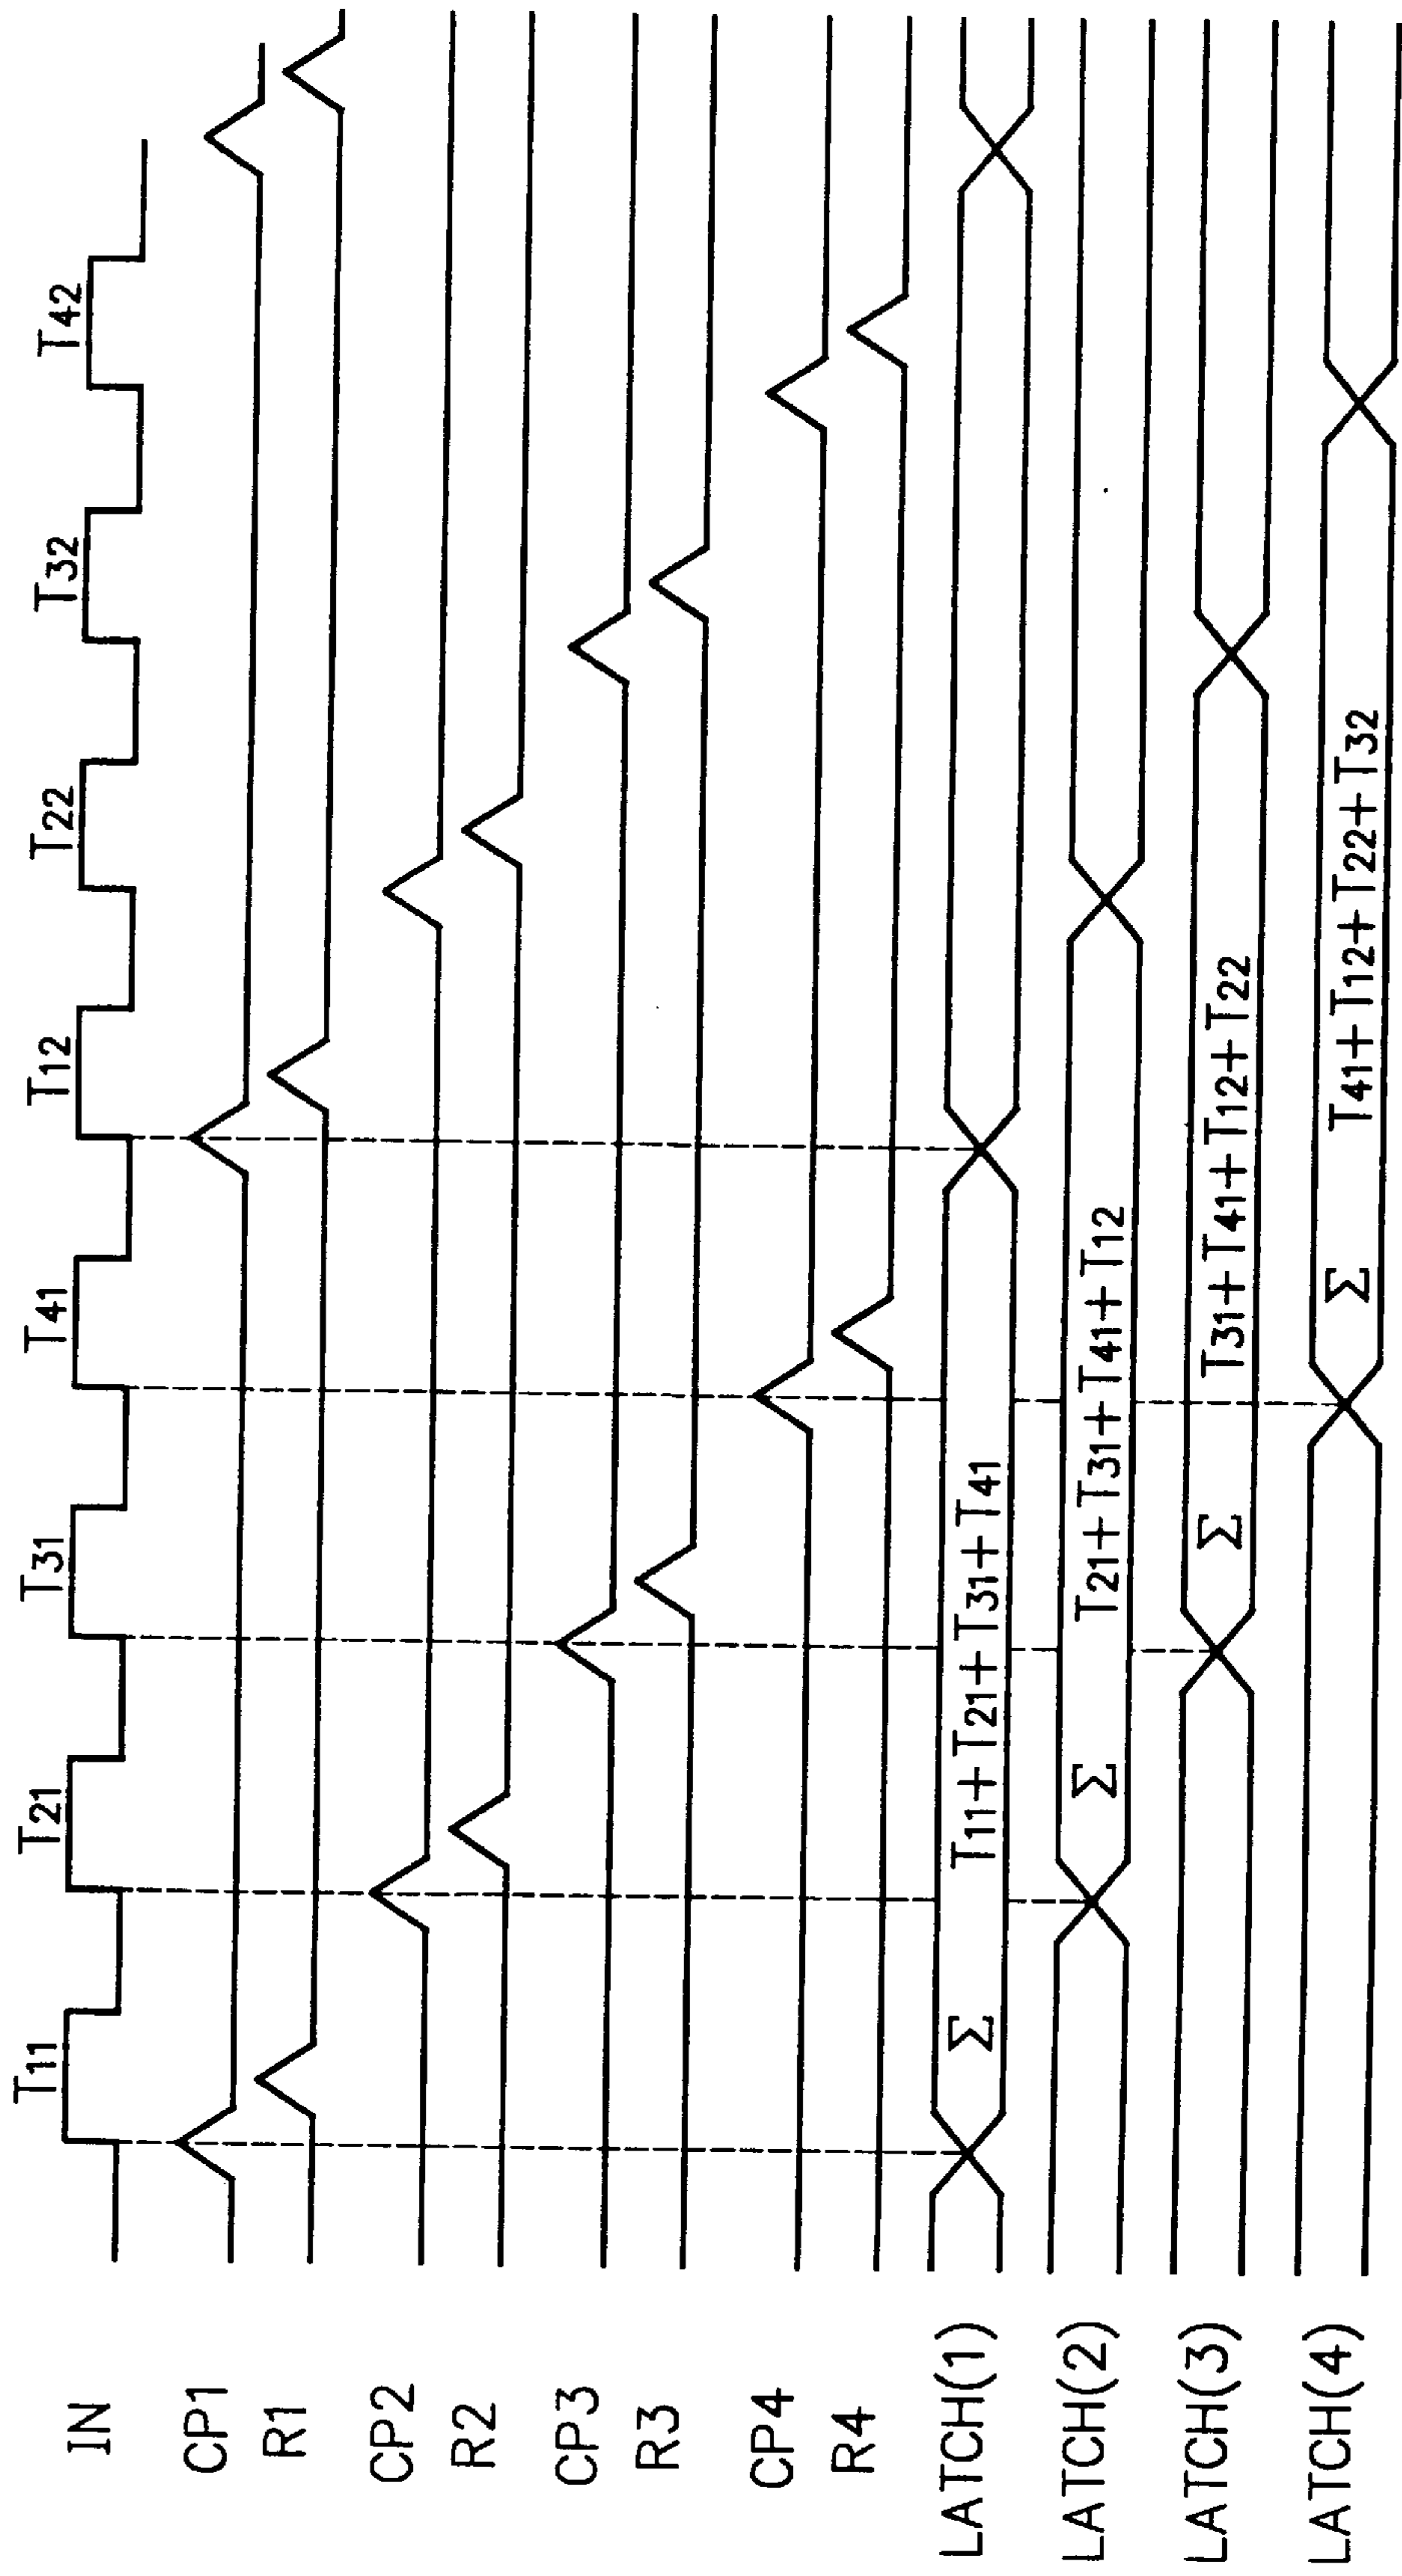 IN T11 T21 T31 T41 T12 T22 T32 T42
CP1
R1
CP2
R2
CP3
R3
CP4
R4
LATCH(1) Σ T11+T21+T31+T41
LATCH(2) Σ T21+T31+T41+T12
LATCH(3) Σ T31+T41+T12+T22
LATCH(4) Σ T41+T12+T22+T32